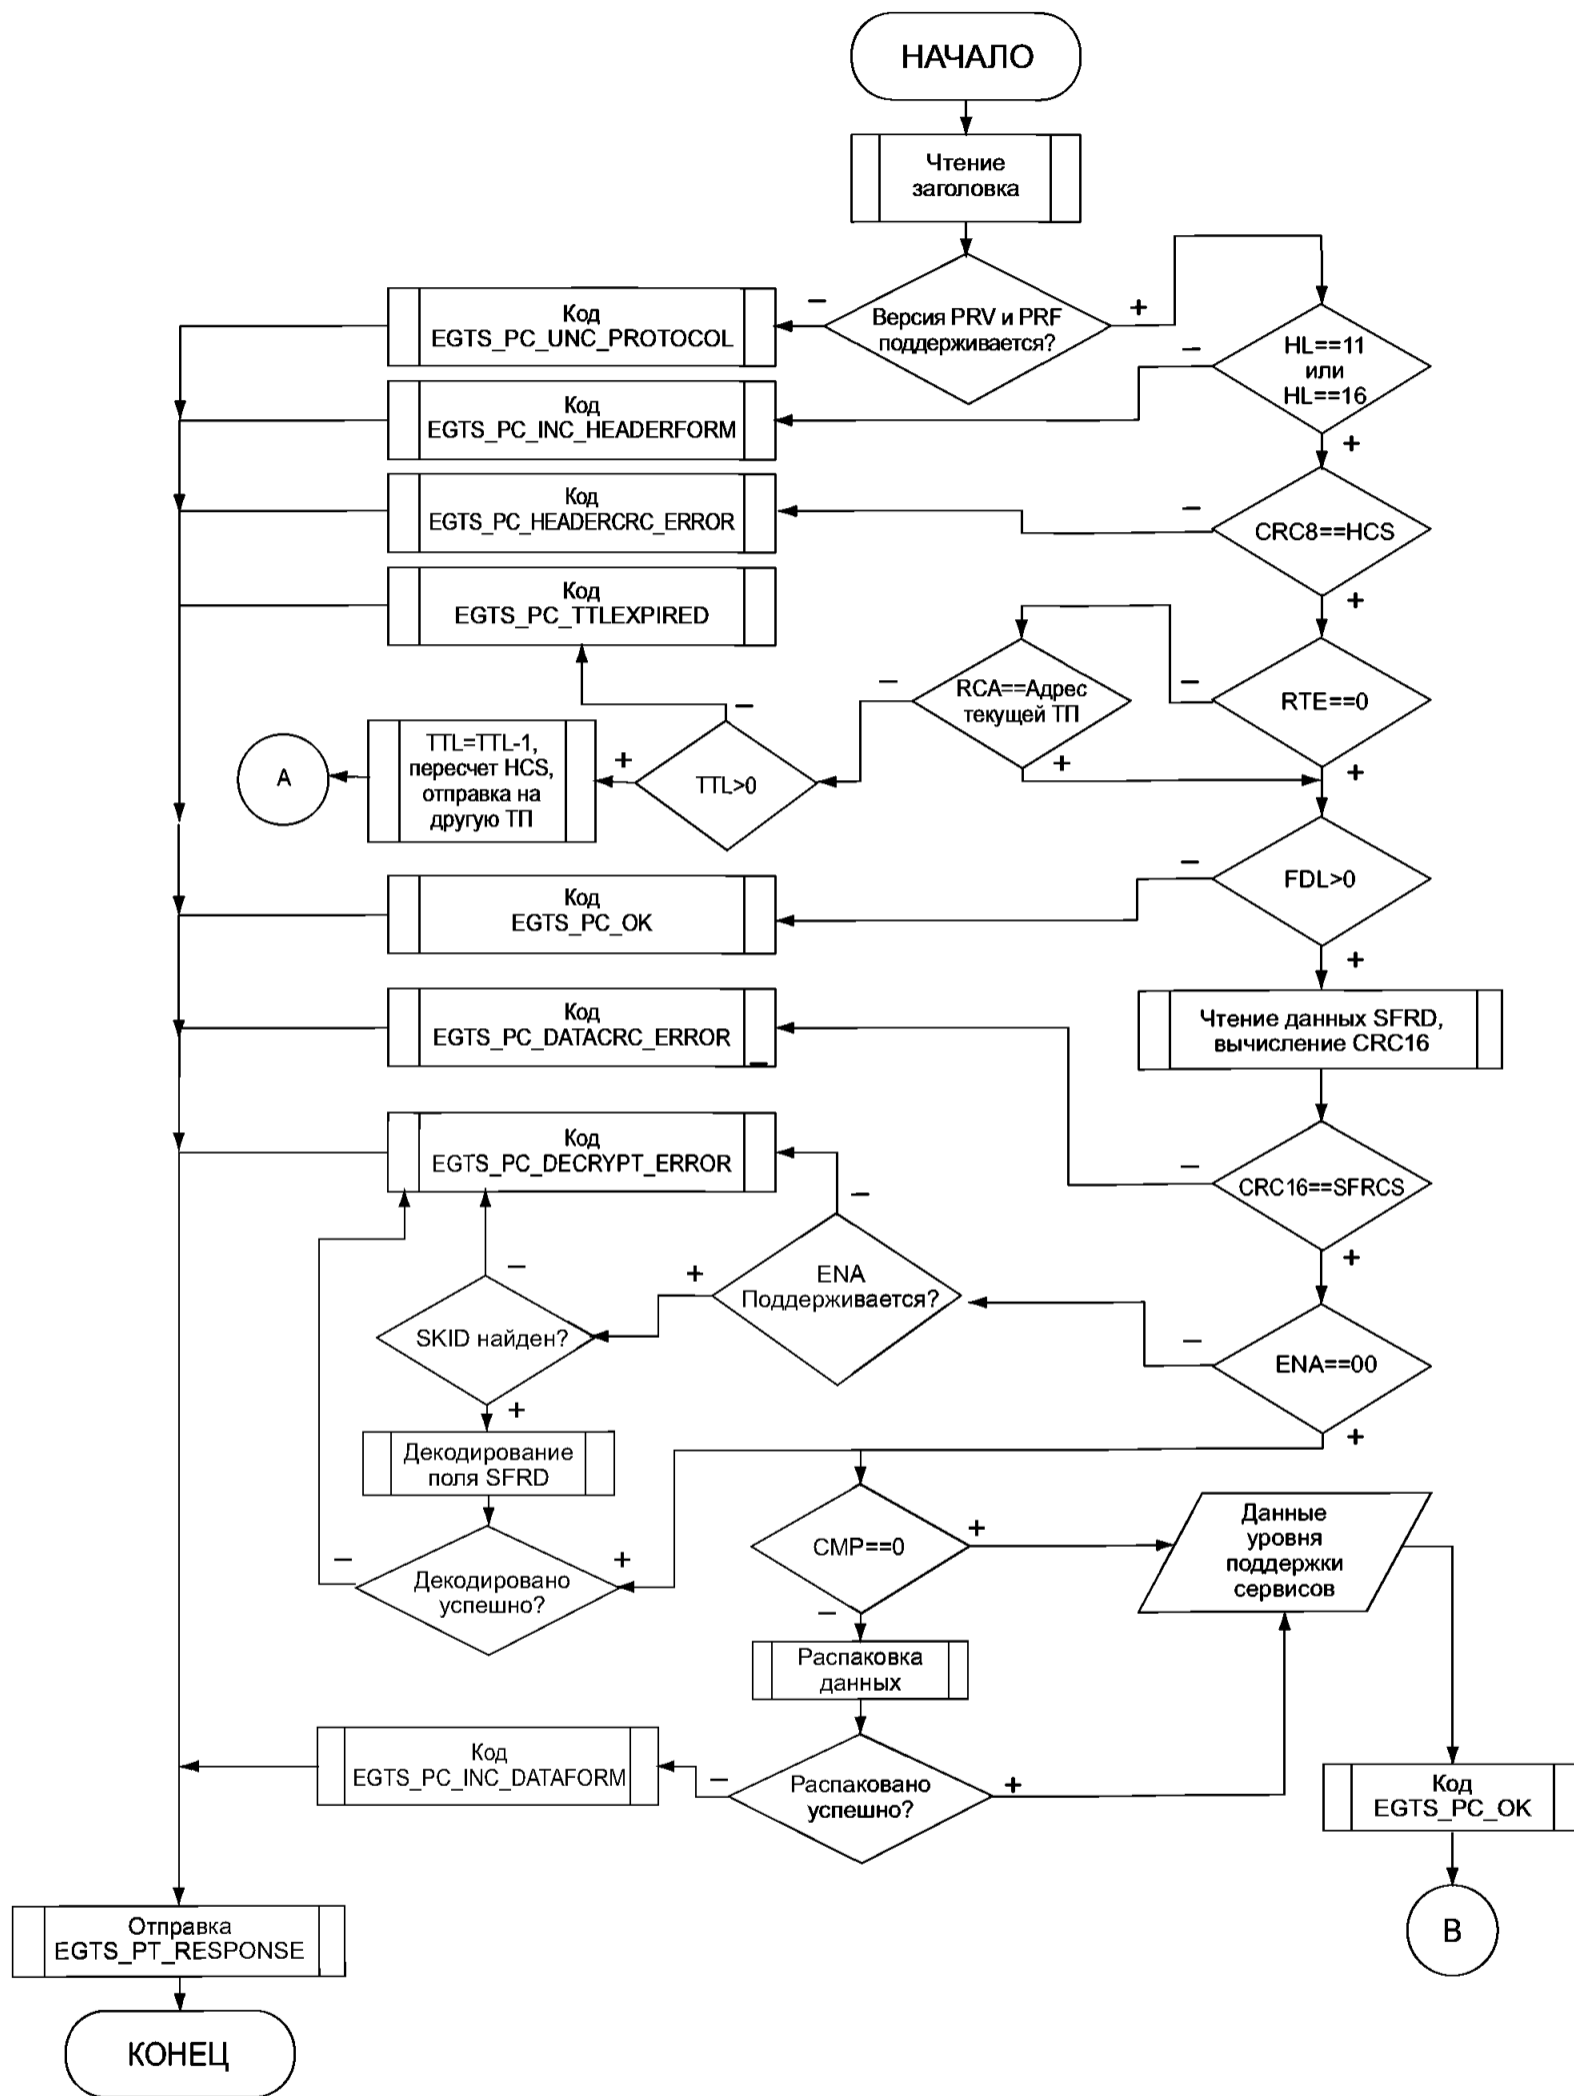 НАЧАЛО
Чтение
заголовка
Версия PRV и PRF
поддерживается?
–
+
Код
EGTS_PC_UNC_PROTOCOL
HL==11
или
HL==16
–
+
Код
EGTS_PC_INC_HEADERFORM
CRC8==HCS
–
+
Код
EGTS_PC_HEADERCRC_ERROR
Код
EGTS_PC_TTLEXPIRED
RTE==0
–
+
RCA==Адрес
текущей ТП
–
+
TTL>0
–
+
TTL=TTL-1,
пересчет HCS,
отправка на
другую ТП
A
FDL>0
–
+
Код
EGTS_PC_OK
Чтение данных SFRD,
вычисление CRC16
Код
EGTS_PC_DATACRC_ERROR
–
CRC16==SFRCS
–
+
Код
EGTS_PC_DECRYPT_ERROR
ENA==00
–
+
ENA
Поддерживается?
–
+
SKID найден?
–
+
Декодирование
поля SFRD
Декодировано
успешно?
–
+
CMP==0
+
–
Данные
уровня
поддержки
сервисов
Распаковка
данных
Распаковано
успешно?
–
+
Код
EGTS_PC_INC_DATAFORM
Код
EGTS_PC_OK
B
Отправка
EGTS_PT_RESPONSE
КОНЕЦ